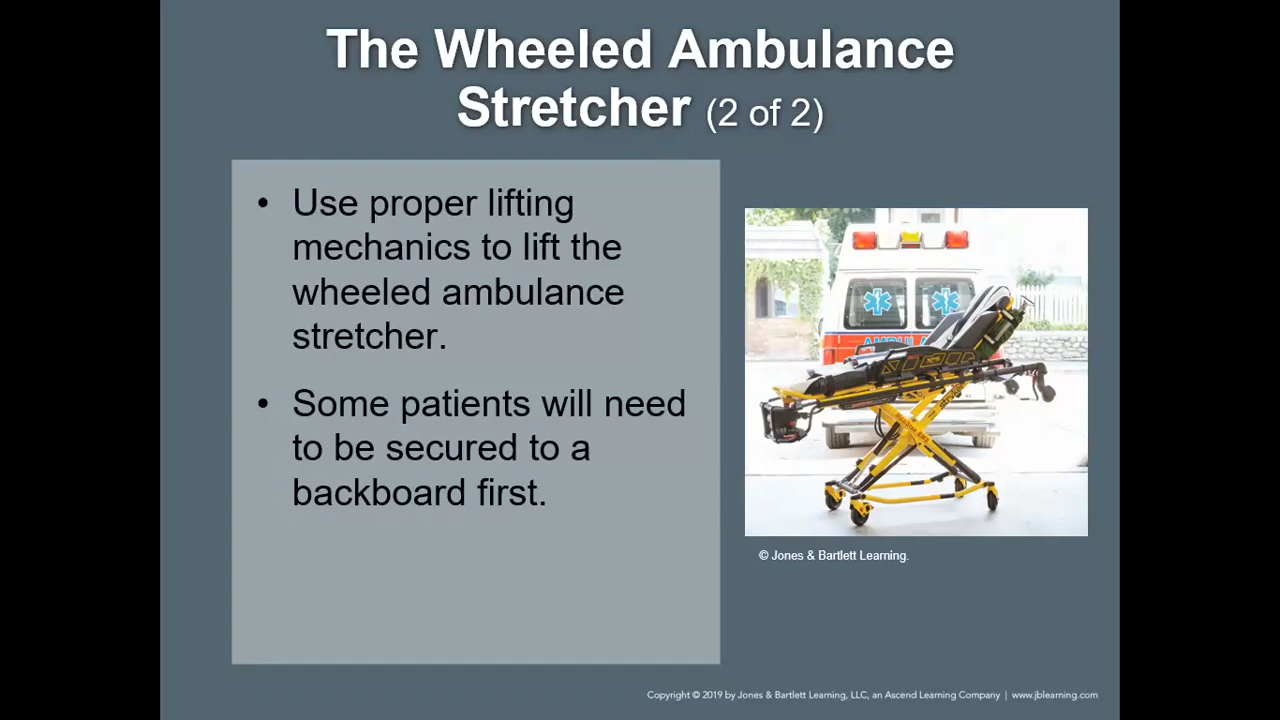 The Wheeled Ambulance
Stretcher (2 of 2)
• Use proper lifting
mechanics to lift the
wheeled ambulance
stretcher.
• Some patients will need
to be secured to a
backboard first.
AMBULA
© Jones & Bartlett Learning.
Copyright © 2019 by Jones & Bartlett Learning, LLC, an Ascend Learning Company | www.jblearning.com